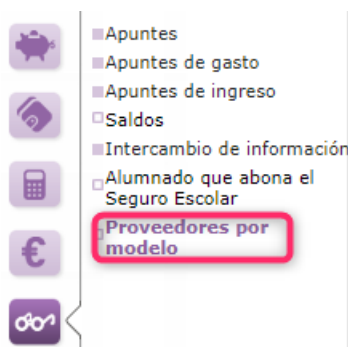 Apuntes
Apuntes de gasto
Apuntes de ingreso
Saldos
Intercambio de información
Alumnado que abona el
Seguro Escolar
Proveedores por
modelo
€